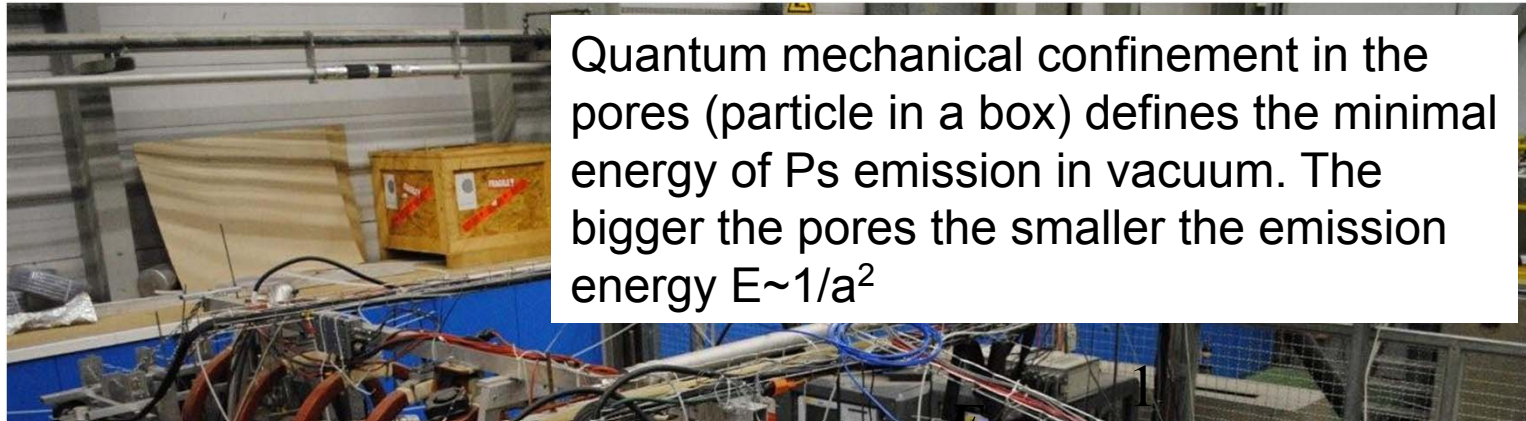 Quantum mechanical confinement in the
pores (particle in a box) defines the minimal
energy of Ps emission in vacuum. The
bigger the pores the smaller the emission
energy E~1/a²
1